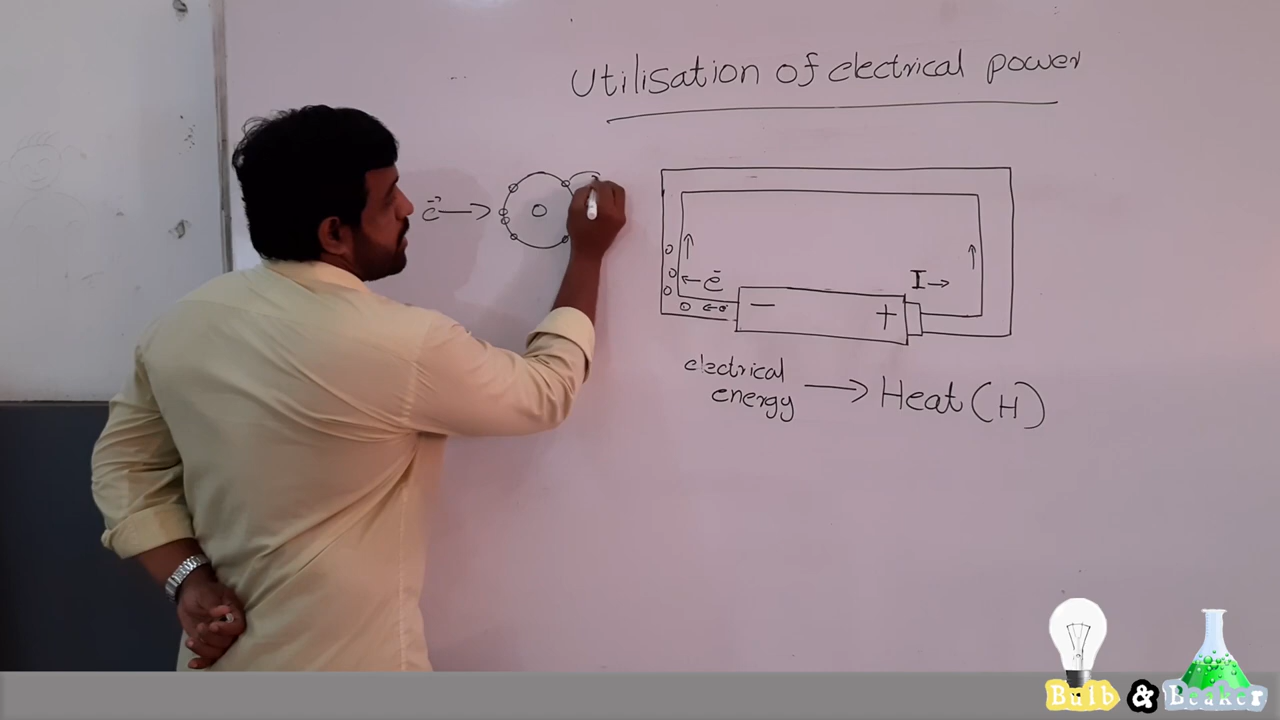 Utilisation of electrical power
e⁻ →
← e⁻
I →
− +
electrical
energy → Heat (H)
Bulb & Beaker